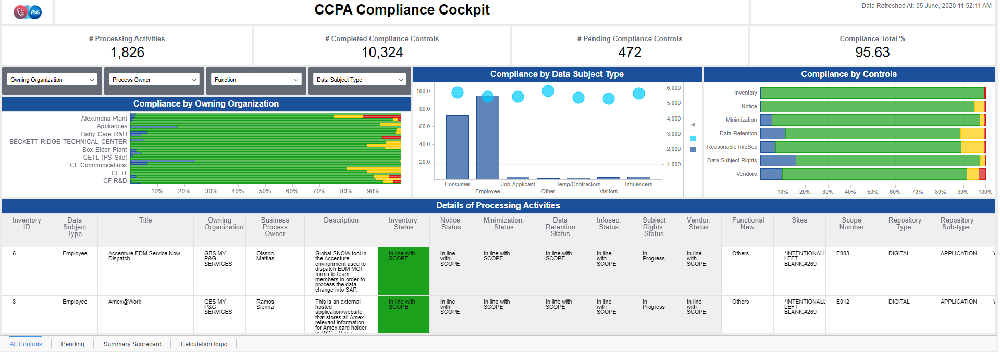 P&G
CCPA Compliance Cockpit
Data Refreshed At: 05 June, 2020 11:52:11 AM
# Processing Activities
1,826
# Completed Compliance Controls
10,324
# Pending Compliance Controls
472
Compliance Total %
95.63
Owning Organization
Process Owner
Function
Data Subject Type
Compliance by Owning Organization
Alexandria Plant
Appliances
Baby Care R&D
BECKETT RIDGE TECHNICAL CENTER
Box Elder Plant
CETL (PS Site)
CF Communications
CF IT
CF R&D
10% 20% 30% 40% 50% 60% 70% 80% 90%
Compliance by Data Subject Type
100.0
80.0
60.0
40.0
20.0
6,000
5,000
4,000
3,000
2,000
1,000
Consumer
Employee
Job Applicant
Other
Temp/Contractors
Visitors
Influencers
Compliance by Controls
Inventory
Notice
Minimization
Data Retention
Reasonable InfoSec
Data Subject Rights
Vendors
10% 20% 30% 40% 50% 60% 70% 80% 90% 100%
Details of Processing Activities
Inventory
ID
Data
Subject
Type
Title
Owning
Organization
Business
Process
Owner
Description
Inventory:
Status
Notice:
Status
Minimization:
Status
Data
Retention
Status
Infosec:
Status
Subject
Rights:
Status
Vendor:
Status
Functional
New
Sites
Scope
Number
Repository
Type
Repository
Sub-type
6
Employee
Accenture EDM Service Now
Dispatch
GBS MY
P&G
SERVICES
Olsson,
Mattias
Global SNOW tool in
the Accenture
environment used to
dispatch EDM MOI
forms to team
members in order to
process the data
change into SAP.
In line with
SCOPE
In line
with
SCOPE
In line with
SCOPE
In line with
SCOPE
In line
with
SCOPE
In
Progress
In line
with
SCOPE
Others
*INTENTIONALL
LEFT
BLANK;#269
E003
DIGITAL
APPLICATION
8
Employee
Amex@Work
GBS MY
P&G
SERVICES
Ramos,
Sienna
This is an external
hosted
application/website
that stores all Amex
relevant information
for Amex card holder
in P&G. It is a
In line with
SCOPE
In line
with
SCOPE
In line with
SCOPE
In line with
SCOPE
In line
with
SCOPE
In
Progress
In line
with
SCOPE
Others
*INTENTIONALL
LEFT
BLANK;#269
E012
DIGITAL
APPLICATION
All Controls
Pending
Summary Scorecard
Calculation logic